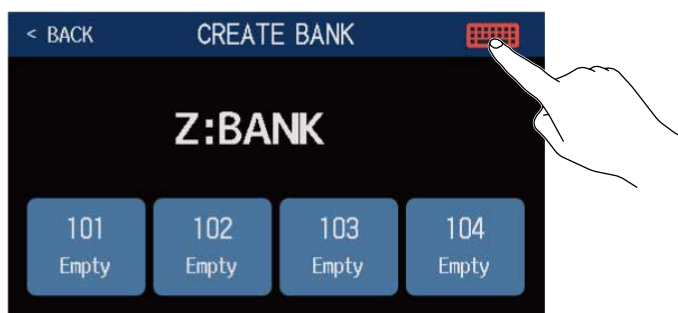 < BACK
CREATE BANK
Z:BANK
101
Empty
102
Empty
103
Empty
104
Empty